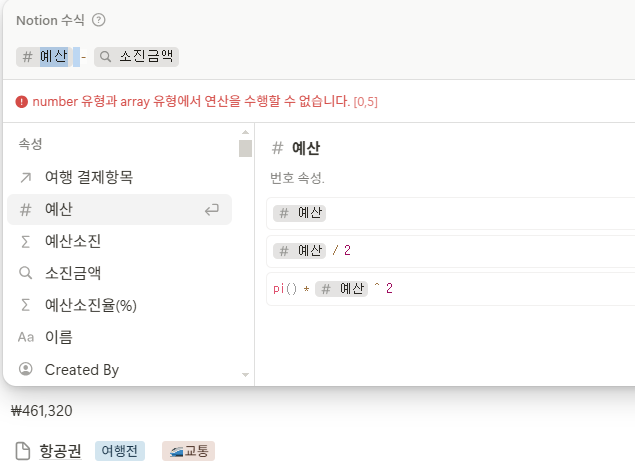 Notion 수식 ?
# 예산 - 소진금액
! number 유형과 array 유형에서 연산을 수행할 수 없습니다. [0,5]
속성
여행 결제항목
# 예산
Σ 예산소진
소진금액
Σ 예산소진율(%)
Aa 이름
Created By
# 예산
번호 속성.
# 예산
# 예산 / 2
pi() * # 예산 ^ 2
₩461,320
항공권 여행전 🚄교통